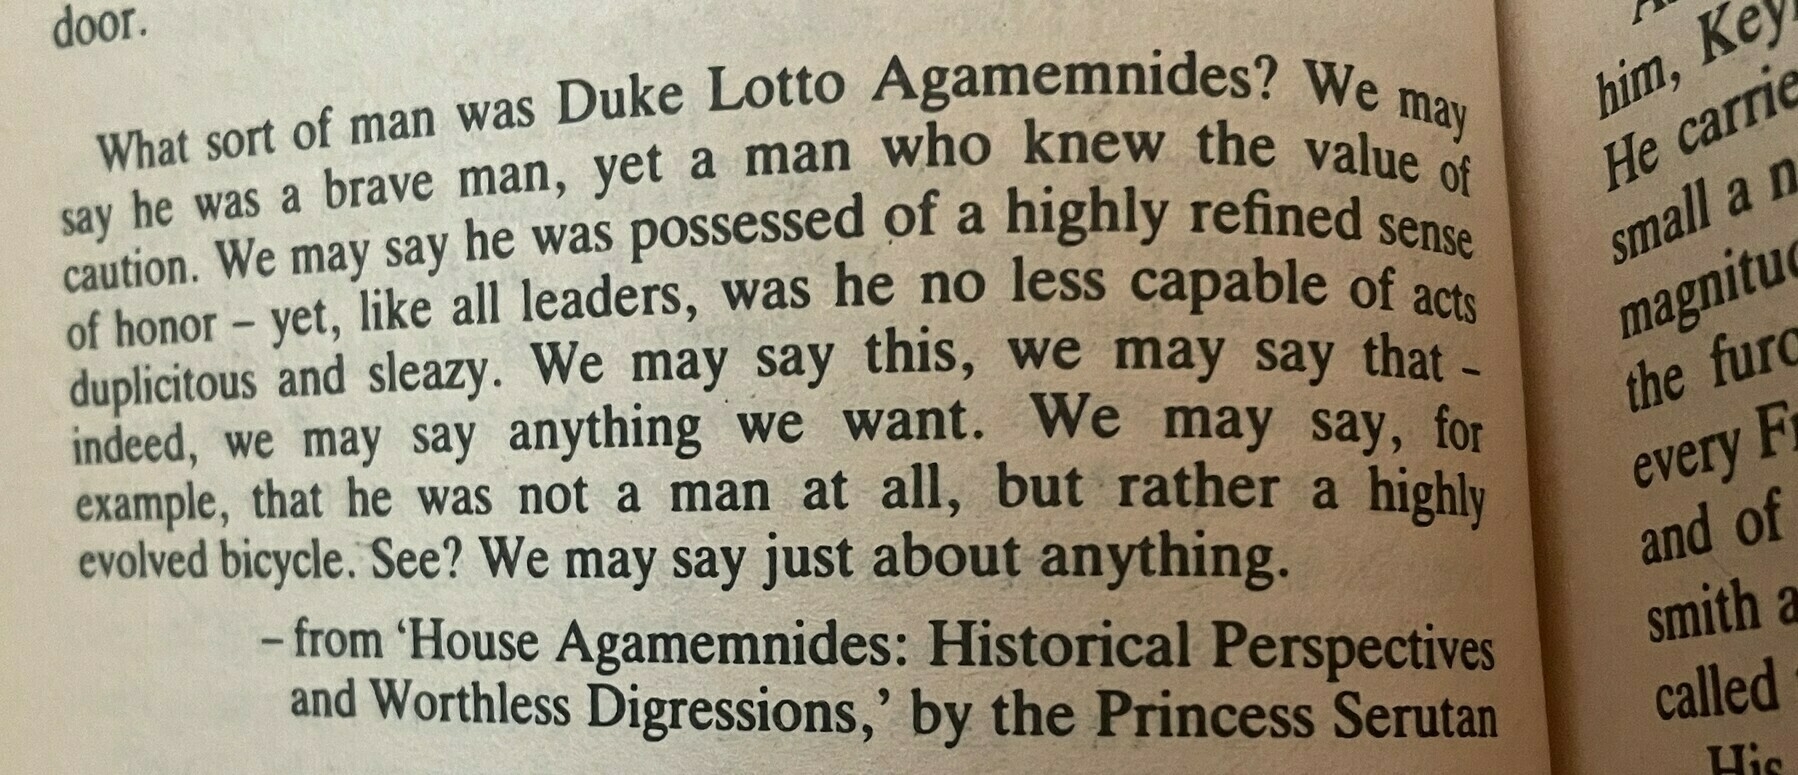 door.
What sort of man was Duke Lotto Agamemnides? We may
say he was a brave man, yet a man who knew the value of
caution. We may say he was possessed of a highly refined sense
of honor – yet, like all leaders, was he no less capable of acts
duplicitous and sleazy. We may say this, we may say that –
indeed, we may say anything we want. We may say, for
example, that he was not a man at all, but rather a highly
evolved bicycle. See? We may say just about anything.
– from ‘House Agamemnides: Historical Perspectives
and Worthless Digressions,’ by the Princess Serutan
him,
He
small a
the
every
and of
smith
called
His